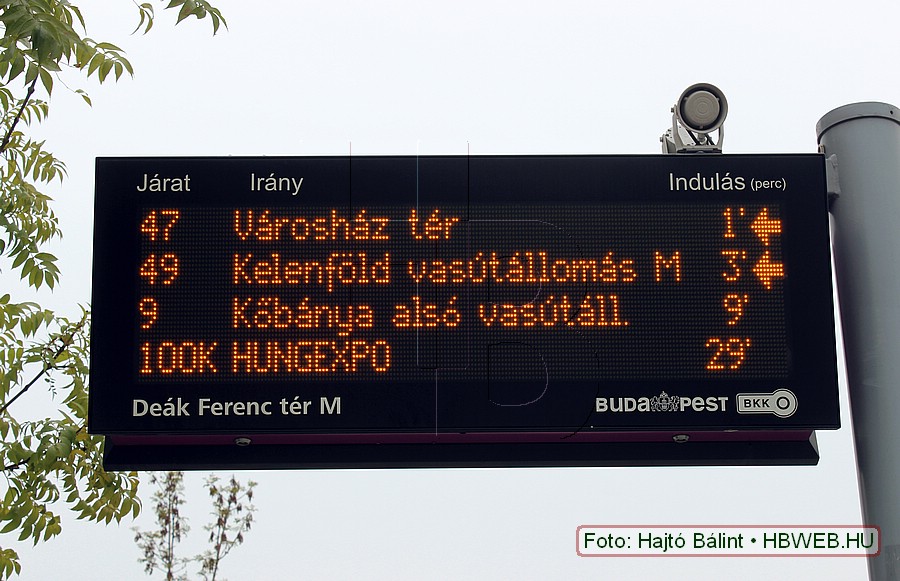 Járat Irány Indulás (perc)
47 Városház tér 1'
49 Kelenföld vasútállomás M 3'
9 Kőbánya alsó vasútáll. 9'
100K HUNGEXPO 29'
Deák Ferenc tér M BUDAPEST BKK
Foto: Hajtó Bálint • HBWEB.HU